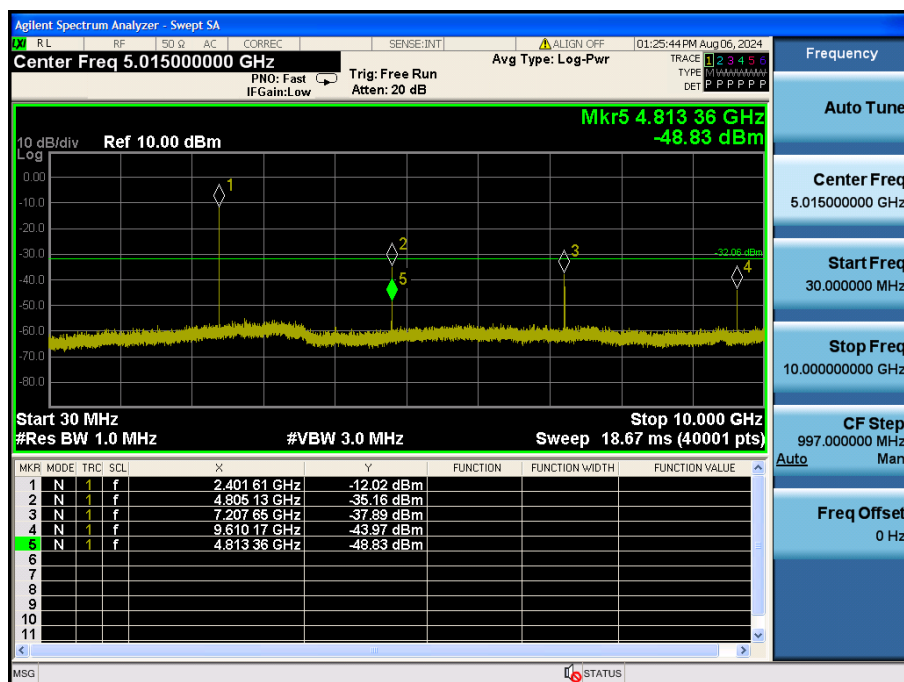 Agilent Spectrum Analyzer - Swept SA
LXI RL RF 50 Ω AC CORREC SENSE:INT ALIGN OFF 01:25:44 PM Aug 06, 2024
Center Freq 5.015000000 GHz
PNO: Fast
IFGain:Low
Trig: Free Run
Atten: 20 dB
Avg Type: Log-Pwr
TRACE 1 2 3 4 5 6
TYPE M W W W W W
DET P P P P P P
Mkr5 4.813 36 GHz
-48.83 dBm
10 dB/div
Log
Ref 10.00 dBm
0.00
-10.0
-20.0
-30.0
-40.0
-50.0
-60.0
-70.0
-80.0
1
2
3
4
5
-32.06 dBm
Start 30 MHz
Stop 10.000 GHz
#Res BW 1.0 MHz
#VBW 3.0 MHz
Sweep 18.67 ms (40001 pts)
MKR MODE TRC SCL X Y FUNCTION FUNCTION WIDTH FUNCTION VALUE
1 N 1 f 2.401 61 GHz -12.02 dBm
2 N 1 f 4.805 13 GHz -35.16 dBm
3 N 1 f 7.207 65 GHz -37.89 dBm
4 N 1 f 9.610 17 GHz -43.97 dBm
5 N 1 f 4.813 36 GHz -48.83 dBm
6
7
8
9
10
11
MSG
STATUS
Frequency
Auto Tune
Center Freq
5.015000000 GHz
Start Freq
30.000000 MHz
Stop Freq
10.000000000 GHz
CF Step
997.000000 MHz
Auto Man
Freq Offset
0 Hz